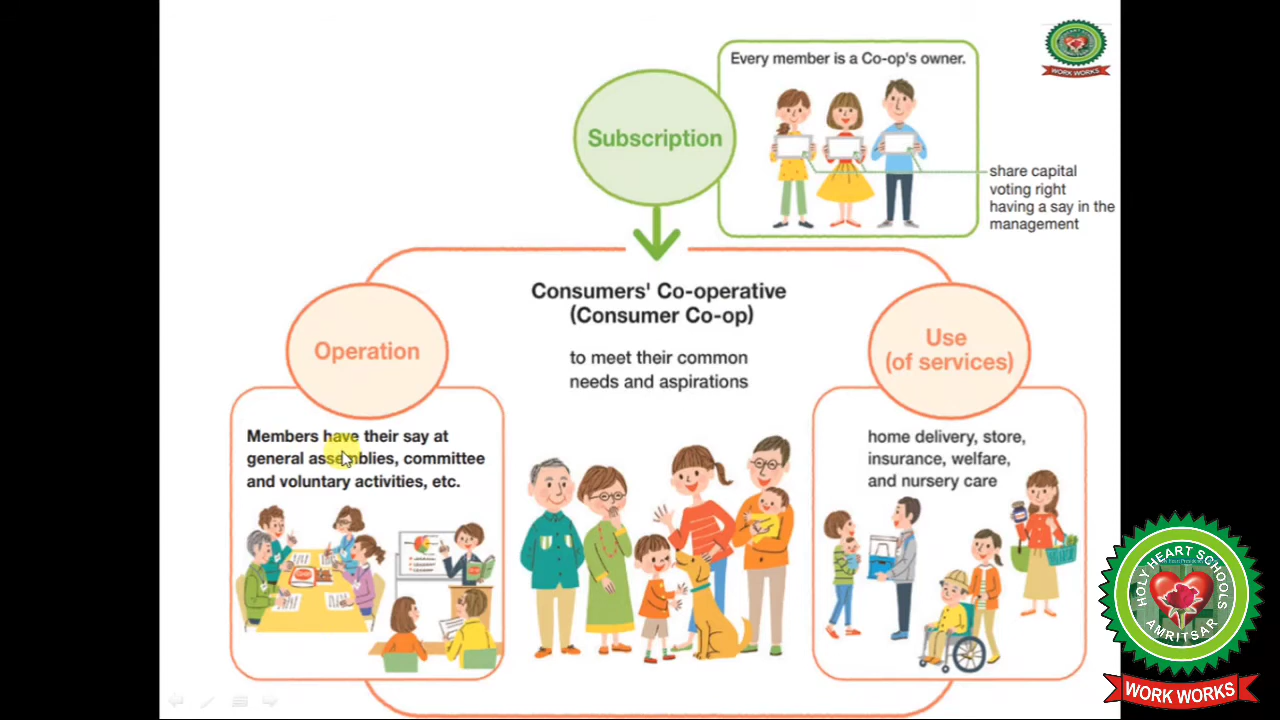 Every member is a Co-op's owner.
WORK WORKS
Subscription
share capital
voting right
having a say in the
management
Consumers' Co-operative
(Consumer Co-op)
to meet their common
needs and aspirations
Operation
Members have their say at
general assemblies, committee
and voluntary activities, etc.
Use
(of services)
home delivery, store,
insurance, welfare,
and nursery care
HOLY HEART SCHOOLS
AMRITSAR
WORK WORKS